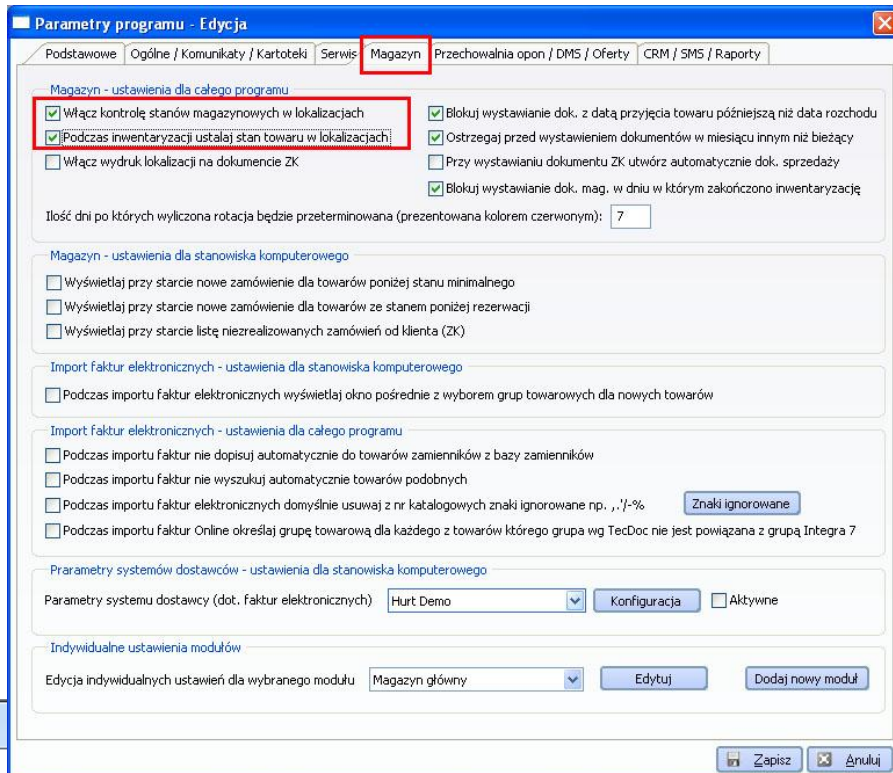 Parametry programu - Edycja
Podstawowe Ogólne / Komunikaty / Kartoteki Serwis Magazyn Przechowalnia opon / DMS / Oferty CRM / SMS / Raporty
Magazyn - ustawienia dla całego programu
Włącz kontrolę stanów magazynowych w lokalizacjach
Podczas inwentaryzacji ustalaj stan towaru w lokalizacjach
Włącz wydruk lokalizacji na dokumencie ZK
Blokuj wystawianie dok. z datą przyjęcia towaru późniejszą niż data rozchodu
Ostrzegaj przed wystawieniem dokumentów w miesiącu innym niż bieżący
Przy wystawianiu dokumentu ZK utwórz automatycznie dok. sprzedaży
Blokuj wystawianie dok. mag. w dniu w którym zakończono inwentaryzację
Ilość dni po których wyliczona rotacja będzie przeterminowana (prezentowana kolorem czerwonym): 7
Magazyn - ustawienia dla stanowiska komputerowego
Wyświetlaj przy starcie nowe zamówienie dla towarów poniżej stanu minimalnego
Wyświetlaj przy starcie nowe zamówienie dla towarów ze stanem poniżej rezerwacji
Wyświetlaj przy starcie listę niezrealizowanych zamówień od klienta (ZK)
Import faktur elektronicznych - ustawienia dla stanowiska komputerowego
Podczas importu faktur elektronicznych wyświetlaj okno pośrednie z wyborem grup towarowych dla nowych towarów
Import faktur elektronicznych - ustawienia dla całego programu
Podczas importu faktur nie dopisuj automatycznie do towarów zamienników z bazy zamienników
Podczas importu faktur nie wyszukuj automatycznie towarów podobnych
Podczas importu faktur elektronicznych domyślnie usuwaj z nr katalogowych znaki ignorowane np. ,.'/-% Znaki ignorowane
Podczas importu faktur Online określaj grupę towarową dla każdego z towarów którego grupa wg TecDoc nie jest powiązana z grupą Integra 7
Prarametry systemów dostawców - ustawienia dla stanowiska komputerowego
Parametry systemu dostawcy (dot. faktur elektronicznych) Hurt Demo Konfiguracja Aktywne
Indywidualne ustawienia modułów
Edycja indywidualnych ustawień dla wybranego modułu Magazyn główny Edytuj Dodaj nowy moduł
Zapisz Anuluj